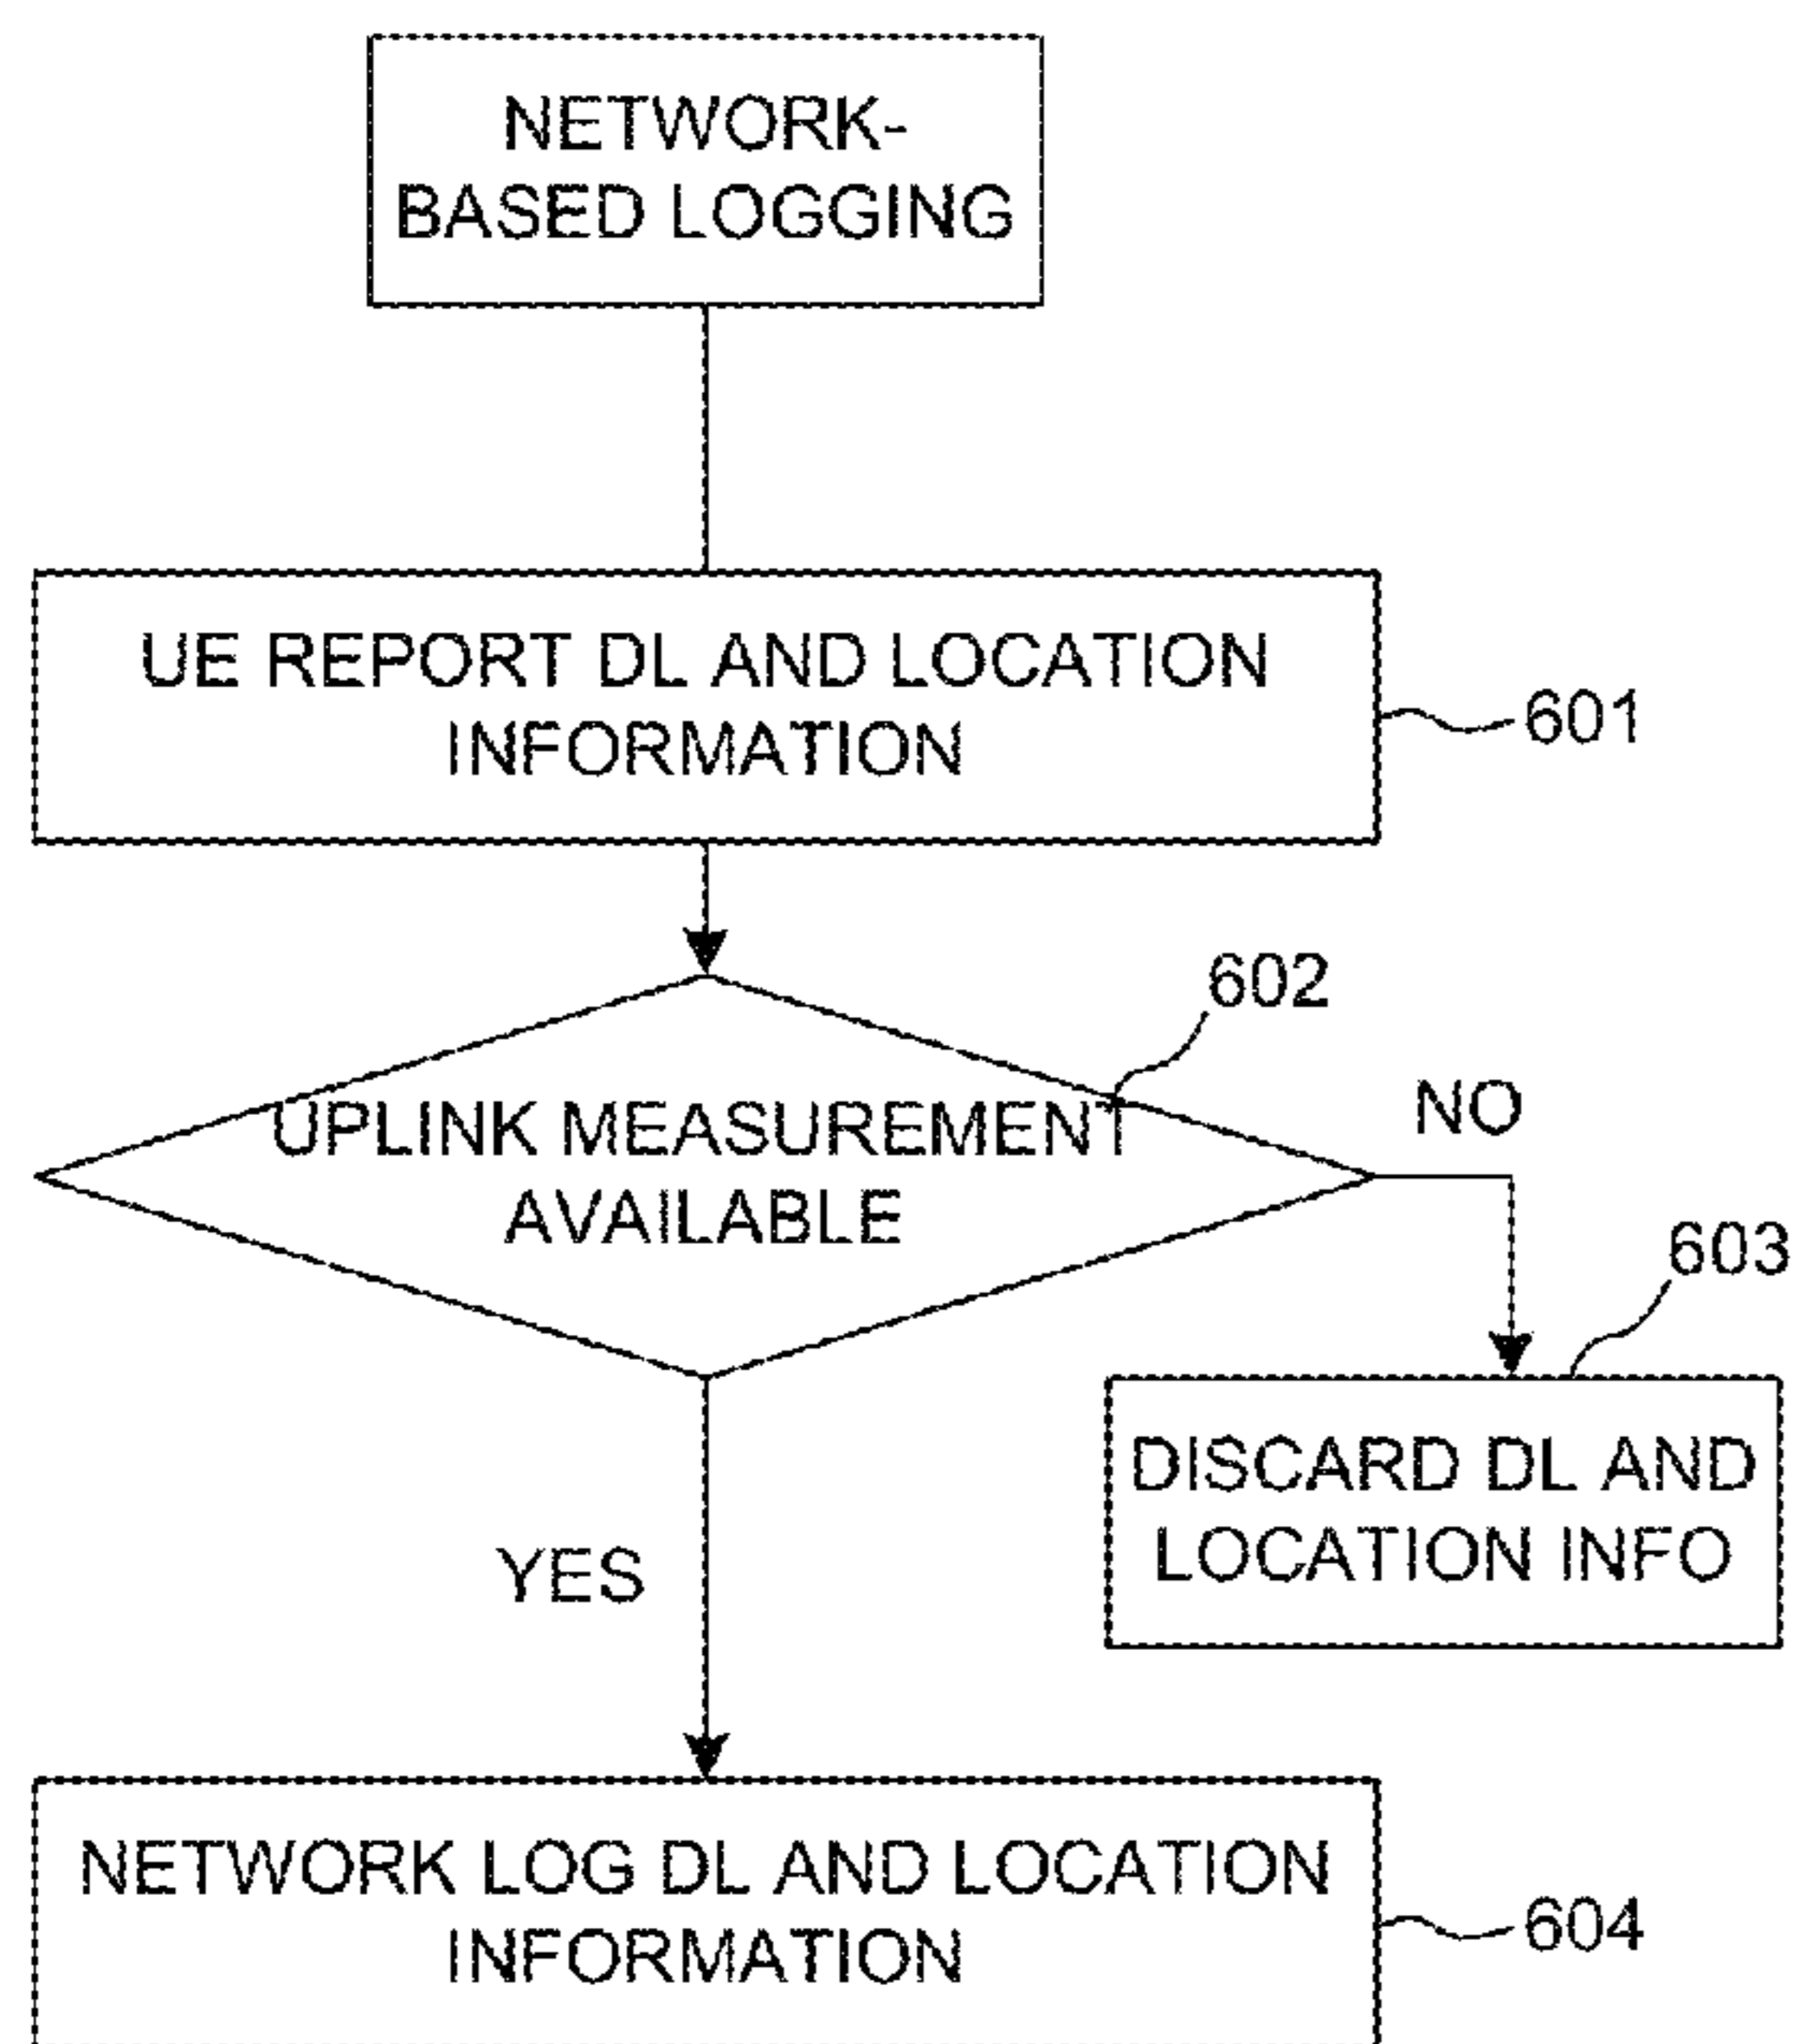 NETWORK-
BASED LOGGING
UE REPORT DL AND LOCATION
INFORMATION
601
602
UPLINK MEASUREMENT
AVAILABLE
NO
603
DISCARD DL AND
LOCATION INFO
YES
NETWORK LOG DL AND LOCATION
INFORMATION
604